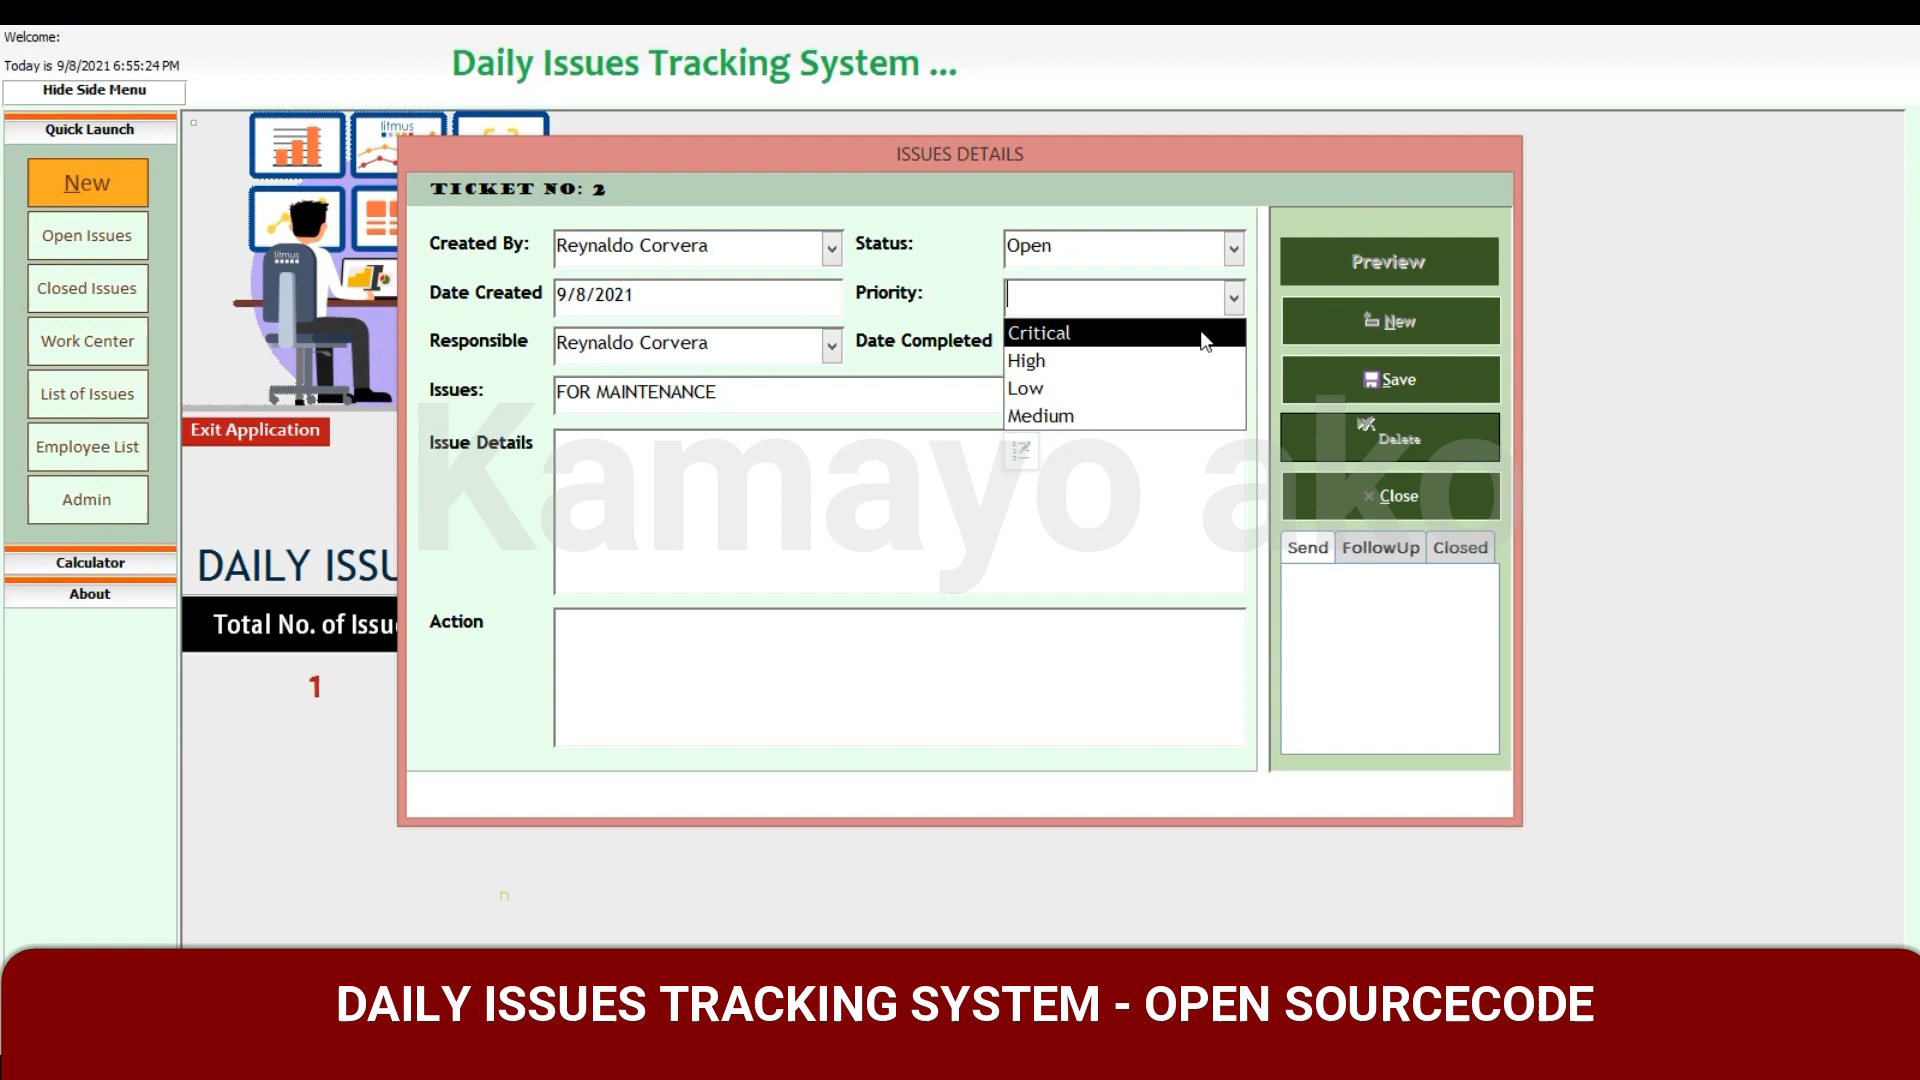 Welcome:
Today is 9/8/2021 6:55:24 PM
Daily Issues Tracking System ...
Hide Side Menu
Quick Launch
New
Open Issues
Closed Issues
Work Center
List of Issues
Employee List
Admin
Calculator
About
litmus
litmus
Exit Application
DAILY ISSU
Total No. of Issu
1
ISSUES DETAILS
TICKET NO: 2
Created By: Reynaldo Corvera Status: Open
Date Created 9/8/2021 Priority:
Responsible Reynaldo Corvera Date Completed
Critical
High
Low
Medium
Issues: FOR MAINTENANCE
Issue Details
Action
Preview
New
Save
Delete
Close
Send FollowUp Closed
Kamayo ako
DAILY ISSUES TRACKING SYSTEM - OPEN SOURCECODE